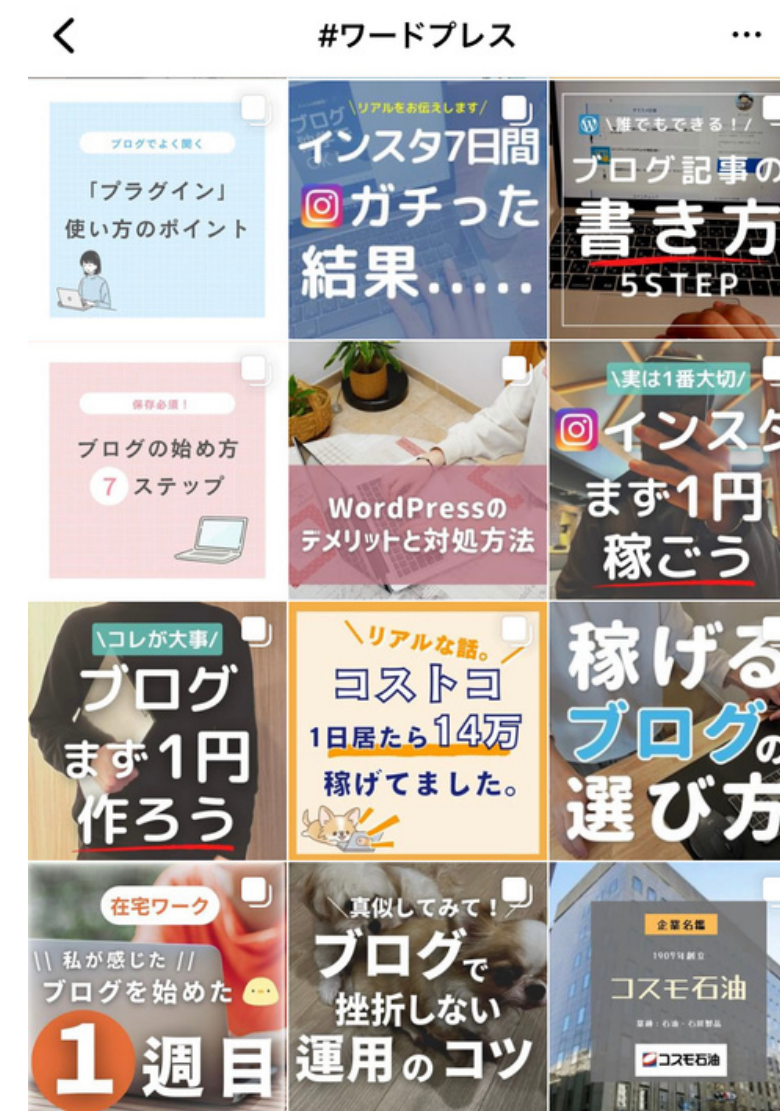 #ワードプレス
ブログでよく聞く
「プラグイン」
使い方のポイント
\リアルをお伝えします/
インスタ7日間
ガチった
結果.....
\誰でもできる!/
ブログ記事の
書き方
5STEP
保存必須!
ブログの始め方
7 ステップ
WordPressの
デメリットと対処方法
\実は1番大切/
インスタ
まず1円
稼ごう
\コレが大事/
ブログ
まず1円
作ろう
\リアルな話。/
コストコ
1日居たら14万
稼げてました。
稼げる
ブログの
選び方
在宅ワーク
\\ 私が感じた //
ブログを始めた
1週目
\真似してみて!/
ブログで
挫折しない
運用のコツ
企業名鑑
コスモ石油
コスモ石油